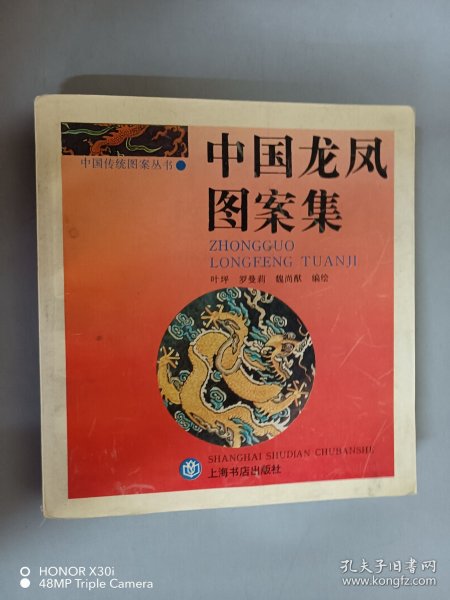 中国传统图案丛书
中国龙凤
图案集
ZHONGGUO
LONGFENG TUANJI
叶坪 罗曼莉 魏尚猷 编绘
SHANGHAI SHUDIAN CHUBANSHE
上海书店出版社
HONOR X30i
48MP Triple Camera
孔夫子旧书网
www.kongfz.com